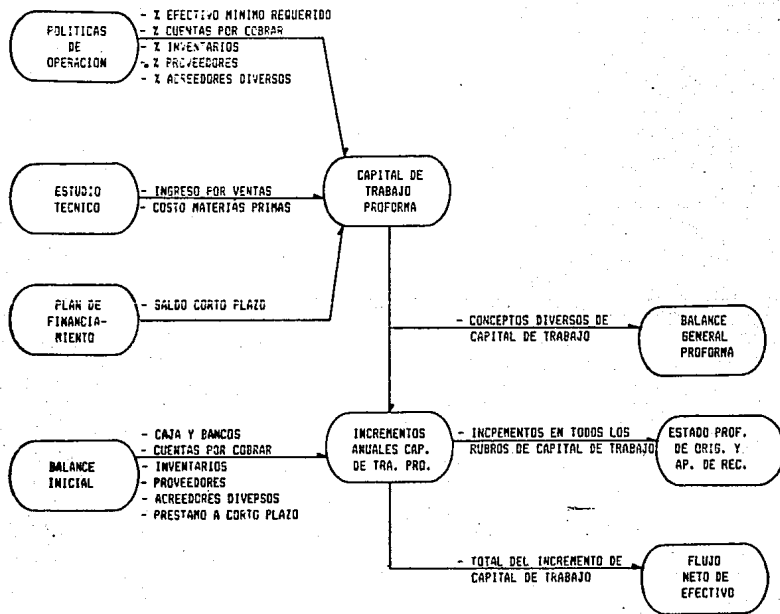 POLITICAS
DE
OPERACION
- % EFECTIVO MINIMO REQUERIDO
- % CUENTAS POR COBRAR
- % INVENTARIOS
- % PROVEEDORES
- % ACREEDORES DIVERSOS
ESTUDIO
TECNICO
- INGRESO POR VENTAS
- COSTO MATERIAS PRIMAS
CAPITAL DE
TRABAJO
PROFORMA
PLAN DE
FINANCIA-
MIENTO
- SALDO CORTO PLAZO
- CONCEPTOS DIVERSOS DE
CAPITAL DE TRABAJO
BALANCE
GENERAL
PROFORMA
BALANCE
INICIAL
- CAJA Y BANCOS
- CUENTAS POR COBRAR
- INVENTARIOS
- PROVEEDORES
- ACREEDORES DIVEPSOS
- PRESTAMO A CORTO PLAZO
INCREMENTOS
ANUALES CAP.
DE TRA. PRO.
- INCPEMENTOS EN TODOS LOS
RUBROS DE CAPITAL DE TRABAJO
ESTADO PROF.
DE ORIG. Y
AP. DE REC.
- TOTAL DEL INCREMENTO DE
CAPITAL DE TRABAJO
FLUJO
NETO DE
EFECTIVO